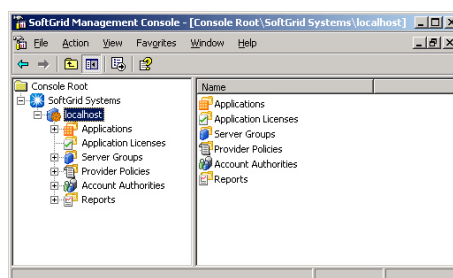 SoftGrid Management Console - [Console Root\SoftGrid Systems\localhost]
File Action View Favorites Window Help
Console Root
SoftGrid Systems
localhost
Applications
Application Licenses
Server Groups
Provider Policies
Account Authorities
Reports
Name
Applications
Application Licenses
Server Groups
Provider Policies
Account Authorities
Reports